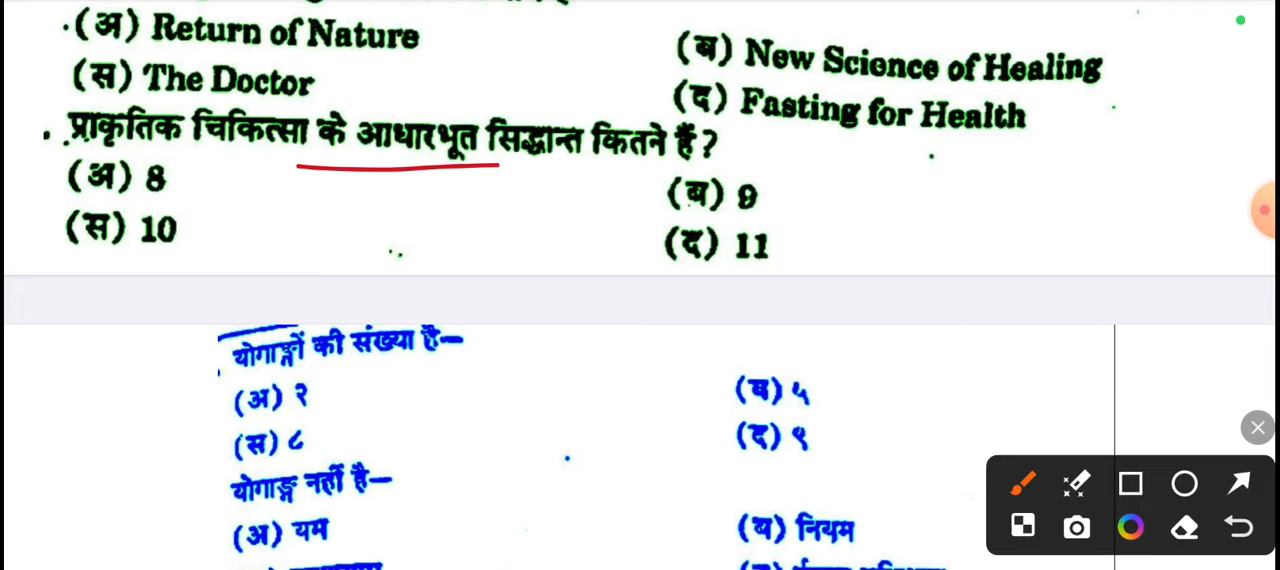 (अ) Return of Nature
(ब) New Science of Healing
(स) The Doctor
(द) Fasting for Health
प्राकृतिक चिकित्सा के आधारभूत सिद्धान्त कितने हैं ?
(अ) 8
(ब) 9
(स) 10
(द) 11
योगाङ्गों की संख्या है—
(अ) २
(ब) ५
(स) ८
(द) ९
योगाङ्ग नहीं है—
(अ) यम
(ब) नियम